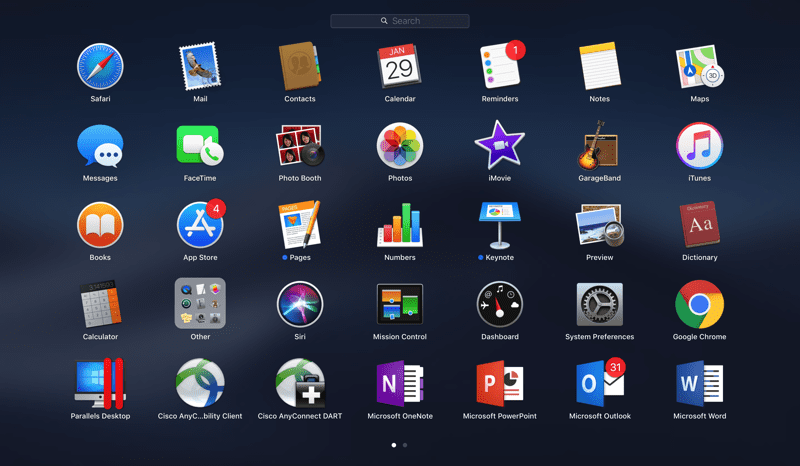 Search
JAN
29
1
3D
Safari
Mail
Contacts
Calendar
Reminders
Notes
Maps
Messages
FaceTime
Photo Booth
Photos
iMovie
GarageBand
iTunes
4
PAGES
Dictionary
Aa
Books
App Store
Pages
Numbers
Keynote
Preview
Dictionary
Calculator
Other
Siri
Mission Control
Dashboard
System Preferences
Google Chrome
N
P
O
31
W
Parallels Desktop
Cisco AnyC...bility Client
Cisco AnyConnect DART
Microsoft OneNote
Microsoft PowerPoint
Microsoft Outlook
Microsoft Word